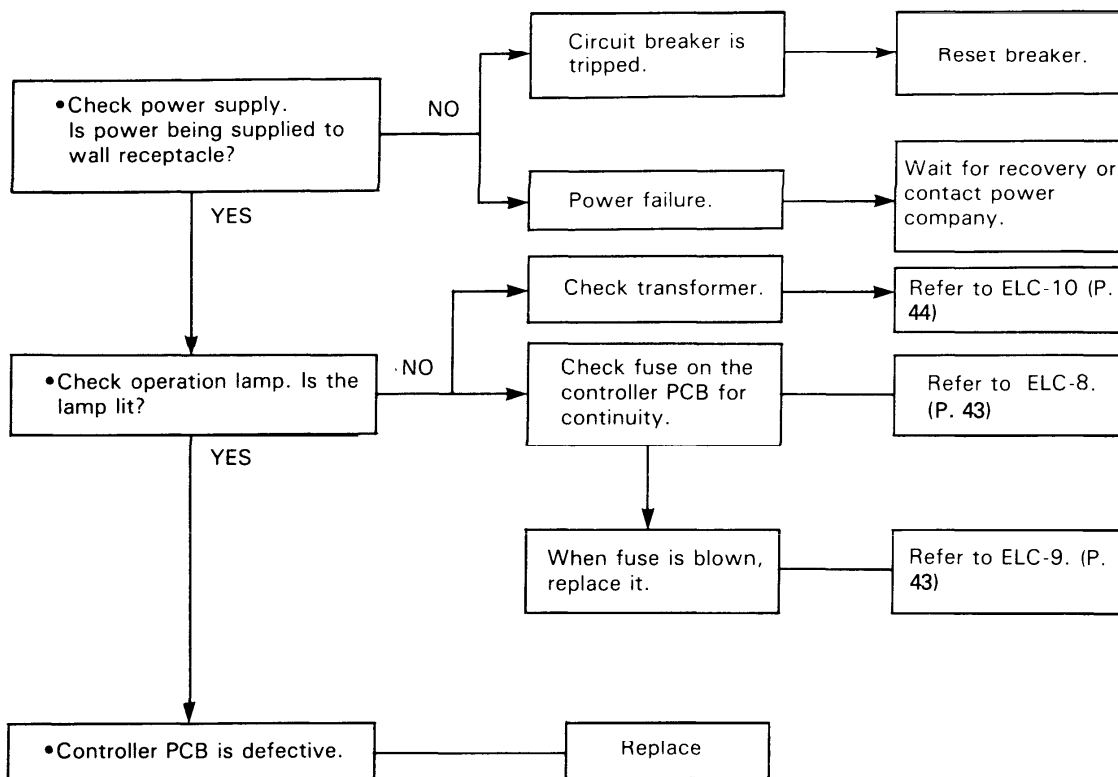 Circuit breaker is
tripped.
Reset breaker.
•Check power supply.
Is power being supplied to
wall receptacle?
NO
YES
Power failure.
Wait for recovery or
contact power
company.
Check transformer.
Refer to ELC-10 (P.
44)
•Check operation lamp. Is the
lamp lit?
NO
YES
Check fuse on the
controller PCB for
continuity.
Refer to ELC-8.
(P. 43)
When fuse is blown,
replace it.
Refer to ELC-9. (P.
43)
•Controller PCB is defective.
Replace